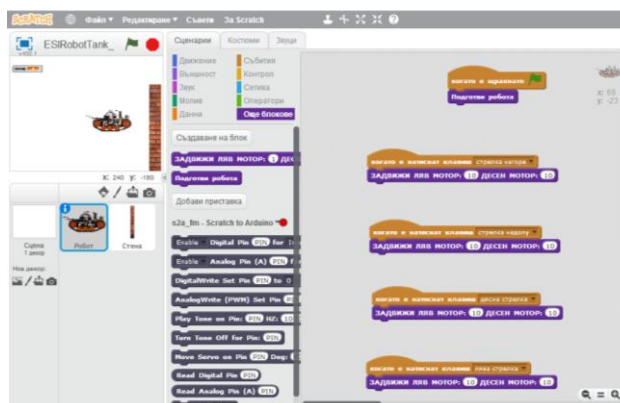 SCRATCH Файл Редактиране Съвети За Scratch
ESIRobotTank_
x: 240 y: -180
Сцена
1 декор
Робот
Стена
Нов декор:
Сценарии Костюми Звуци
Движение Събития
Външност Контрол
Звук Сетива
Молив Оператори
Данни Още блокове
Създаване на блок
ЗАДВИЖИ ЛЯВ МОТОР: 1
Подготви робота
Добави приставка
s2a_fm - Scratch to Arduino
Enable Digital Pin PIN for
Enable Analog Pin (A) PIN
DigitalWrite Set Pin PIN to 0
AnalogWrite (PWM) Set Pin
Play Tone on Pin: PIN HZ:
Turn Tone Off for Pin: PIN
Move Servo on Pin PIN Deg:
Read Digital Pin PIN
Read Analog Pin (A) PIN
когато е щракнато
Подготви робота
когато е натиснат клавиш стрелка нагоре
ЗАДВИЖИ ЛЯВ МОТОР: 10 ДЕСЕН МОТОР: 10
когато е натиснат клавиш стрелка надолу
ЗАДВИЖИ ЛЯВ МОТОР: 10 ДЕСЕН МОТОР: 10
когато е натиснат клавиш дясна стрелка
ЗАДВИЖИ ЛЯВ МОТОР: 10 ДЕСЕН МОТОР: 10
когато е натиснат клавиш лява стрелка
ЗАДВИЖИ ЛЯВ МОТОР: 10 ДЕСЕН МОТОР: 10